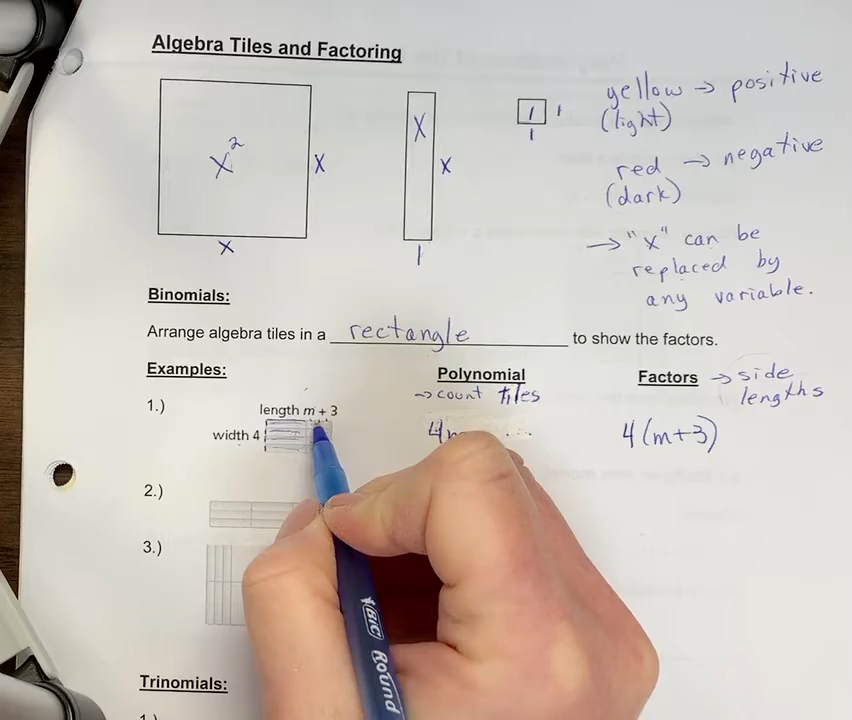 Algebra Tiles and Factoring
x²
x
x
x
x
1
1
1
1
yellow → positive
(light)
red → negative
(dark)
→ "x" can be
replaced by
any variable.
Binomials:
Arrange algebra tiles in a rectangle to show the factors.
Examples:
Polynomial
→ count tiles
Factors → side
lengths
1.)
length m + 3
width 4
4(m+3)
2.)
3.)
BIC Round
Trinomials: